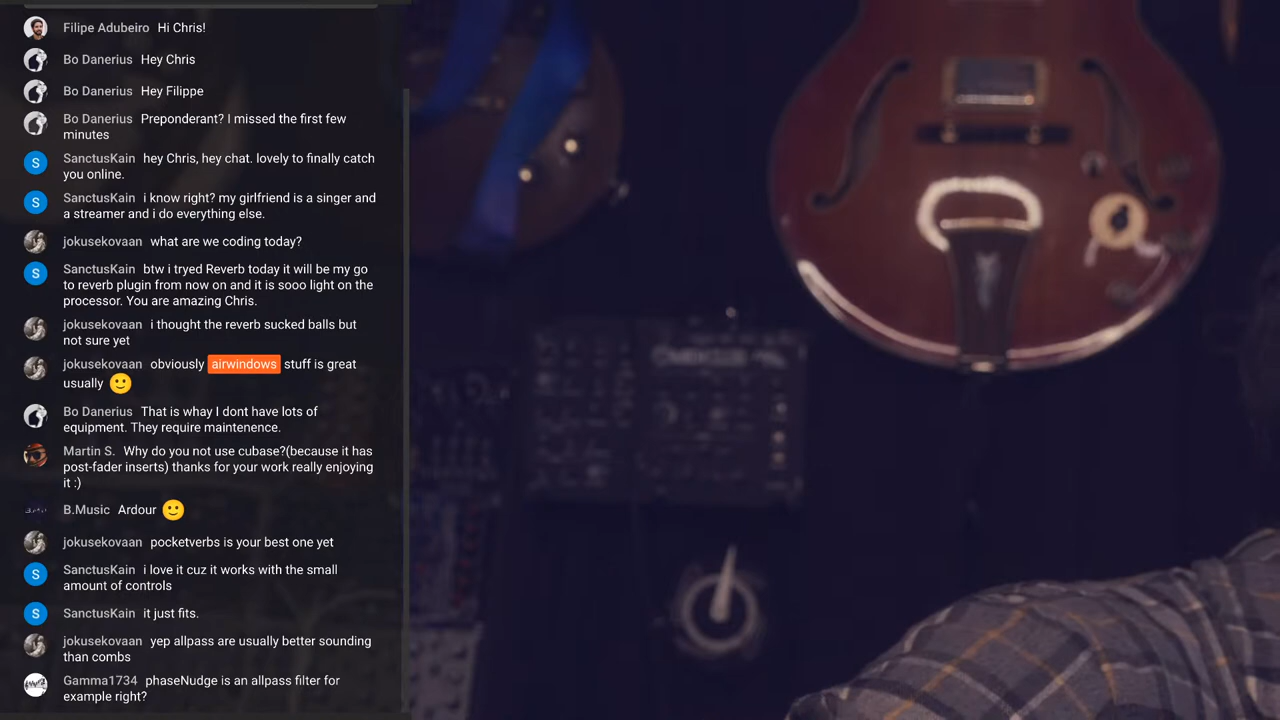 Filipe Adubeiro Hi Chris!
Bo Danerius Hey Chris
Bo Danerius Hey Filippe
Bo Danerius Preponderant? I missed the first few
minutes
S SanctusKain hey Chris, hey chat. lovely to finally catch
you online.
S SanctusKain i know right? my girlfriend is a singer and
a streamer and i do everything else.
jokusekovaan what are we coding today?
S SanctusKain btw i tryed Reverb today it will be my go
to reverb plugin from now on and it is sooo light on the
processor. You are amazing Chris.
jokusekovaan i thought the reverb sucked balls but
not sure yet
jokusekovaan obviously airwindows stuff is great
usually 🙂
Bo Danerius That is whay I dont have lots of
equipment. They require maintenence.
Martin S. Why do you not use cubase?(because it has
post-fader inserts) thanks for your work really enjoying
it :)
B.Music Ardour 🙂
jokusekovaan pocketverbs is your best one yet
S SanctusKain i love it cuz it works with the small
amount of controls
S SanctusKain it just fits.
jokusekovaan yep allpass are usually better sounding
than combs
Gamma1734 phaseNudge is an allpass filter for
example right?